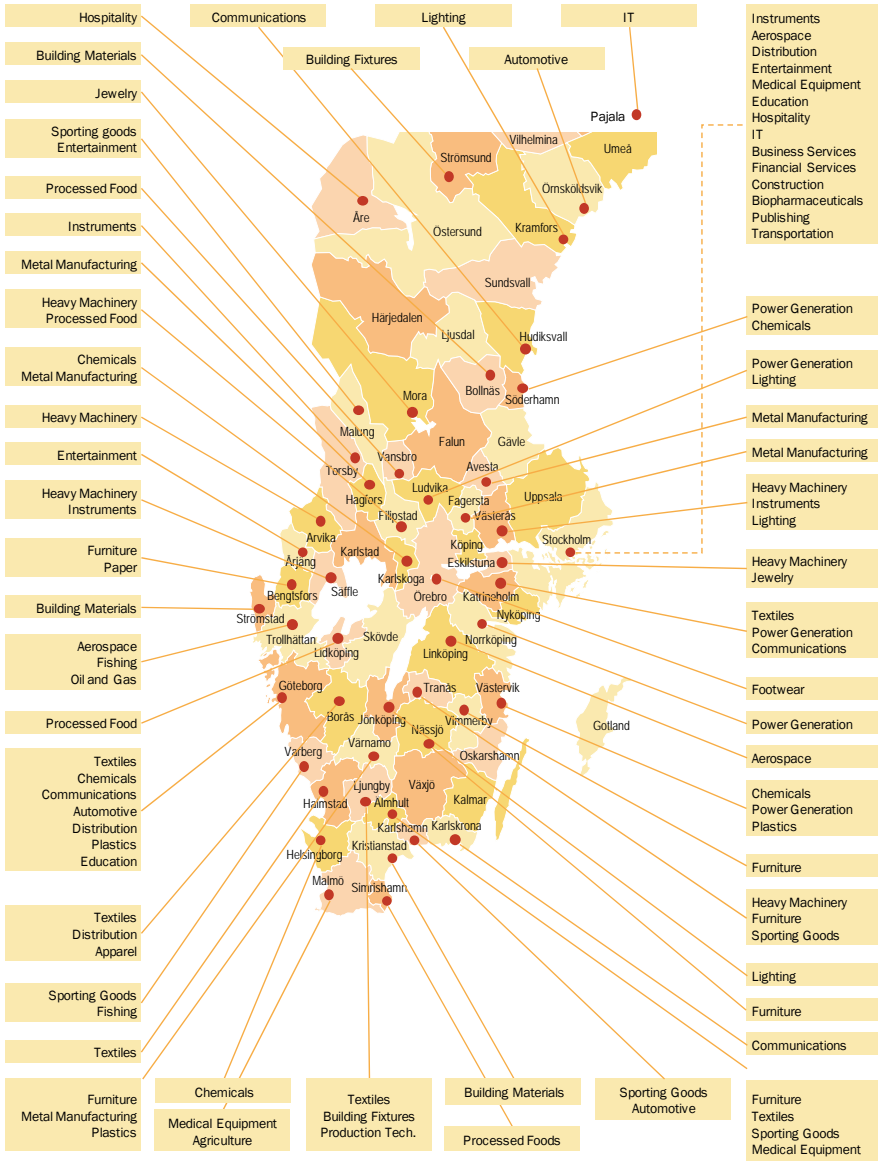 Hospitality
Communications
Lighting
IT
Building Materials
Building Fixtures
Automotive
Jewelry
Sporting goods
Entertainment
Processed Food
Instruments
Metal Manufacturing
Heavy Machinery
Processed Food
Chemicals
Metal Manufacturing
Heavy Machinery
Entertainment
Heavy Machinery
Instruments
Furniture
Paper
Building Materials
Aerospace
Fishing
Oil and Gas
Processed Food
Textiles
Chemicals
Communications
Automotive
Distribution
Plastics
Education
Textiles
Distribution
Apparel
Sporting Goods
Fishing
Textiles
Furniture
Metal Manufacturing
Plastics
Pajala
Vilhelmina
Umeå
Strömsund
Örnsköldsvik
Åre
Östersund
Kramfors
Sundsvall
Härjedalen
Ljusdal
Hudiksvall
Bollnäs
Söderhamn
Mora
Malung
Falun
Gävle
Vansbro
Torsby
Avesta
Ludvika
Hagfors
Fagersta
Uppsala
Filipstad
Västerås
Arvika
Karlstad
Köping
Stockholm
Årjäng
Eskilstuna
Karlskoga
Bengtsfors
Säffle
Örebro
Katrineholm
Strömstad
Nyköping
Trollhättan
Skövde
Norrköping
Lidköping
Linköping
Göteborg
Tranås
Västervik
Borås
Jönköping
Vimmerby
Gotland
Nässjö
Värnamo
Varberg
Oskarshamn
Ljungby
Växjö
Halmstad
Älmhult
Kalmar
Karlshamn
Karlskrona
Helsingborg
Kristianstad
Malmö
Simrishamn
Instruments
Aerospace
Distribution
Entertainment
Medical Equipment
Education
Hospitality
IT
Business Services
Financial Services
Construction
Biopharmaceuticals
Publishing
Transportation
Power Generation
Chemicals
Power Generation
Lighting
Metal Manufacturing
Metal Manufacturing
Heavy Machinery
Instruments
Lighting
Heavy Machinery
Jewelry
Textiles
Power Generation
Communications
Footwear
Power Generation
Aerospace
Chemicals
Power Generation
Plastics
Furniture
Heavy Machinery
Furniture
Sporting Goods
Lighting
Furniture
Communications
Furniture
Textiles
Sporting Goods
Medical Equipment
Chemicals
Medical Equipment
Agriculture
Textiles
Building Fixtures
Production Tech.
Building Materials
Processed Foods
Sporting Goods
Automotive